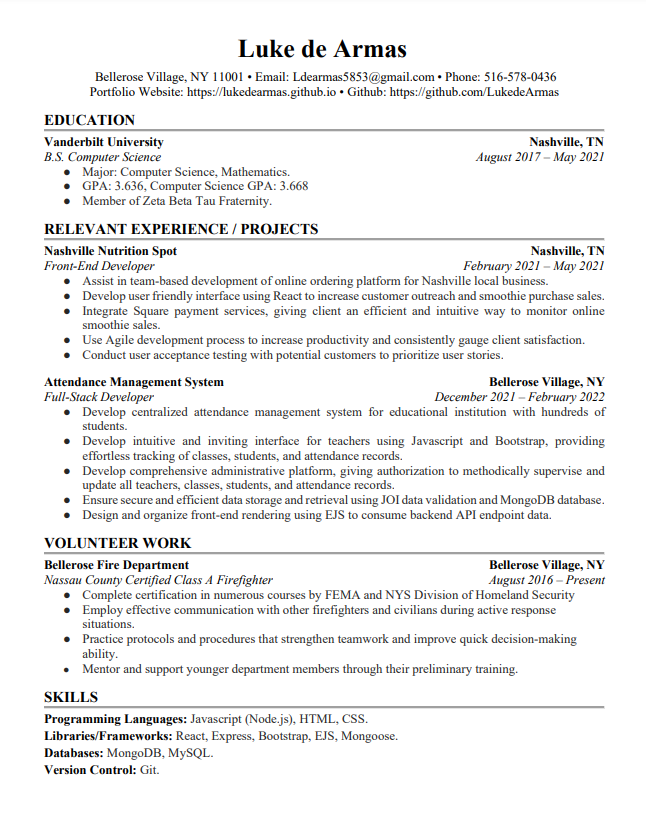 Luke de Armas
Bellerose Village, NY 11001 • Email: Ldearmas5853@gmail.com • Phone: 516-578-0436
Portfolio Website: https://lukedearmas.github.io • Github: https://github.com/LukedeArmas
EDUCATION
Vanderbilt University Nashville, TN
B.S. Computer Science August 2017 – May 2021
● Major: Computer Science, Mathematics.
● GPA: 3.636, Computer Science GPA: 3.668
● Member of Zeta Beta Tau Fraternity.
RELEVANT EXPERIENCE / PROJECTS
Nashville Nutrition Spot Nashville, TN
Front-End Developer February 2021 – May 2021
● Assist in team-based development of online ordering platform for Nashville local business.
● Develop user friendly interface using React to increase customer outreach and smoothie purchase sales.
● Integrate Square payment services, giving client an efficient and intuitive way to monitor online
smoothie sales.
● Use Agile development process to increase productivity and consistently gauge client satisfaction.
● Conduct user acceptance testing with potential customers to prioritize user stories.
Attendance Management System Bellerose Village, NY
Full-Stack Developer December 2021 – February 2022
● Develop centralized attendance management system for educational institution with hundreds of
students.
● Develop intuitive and inviting interface for teachers using Javascript and Bootstrap, providing
effortless tracking of classes, students, and attendance records.
● Develop comprehensive administrative platform, giving authorization to methodically supervise and
update all teachers, classes, students, and attendance records.
● Ensure secure and efficient data storage and retrieval using JOI data validation and MongoDB database.
● Design and organize front-end rendering using EJS to consume backend API endpoint data.
VOLUNTEER WORK
Bellerose Fire Department Bellerose Village, NY
Nassau County Certified Class A Firefighter August 2016 – Present
● Complete certification in numerous courses by FEMA and NYS Division of Homeland Security
● Employ effective communication with other firefighters and civilians during active response
situations.
● Practice protocols and procedures that strengthen teamwork and improve quick decision-making
ability.
● Mentor and support younger department members through their preliminary training.
SKILLS
Programming Languages: Javascript (Node.js), HTML, CSS.
Libraries/Frameworks: React, Express, Bootstrap, EJS, Mongoose.
Databases: MongoDB, MySQL.
Version Control: Git.